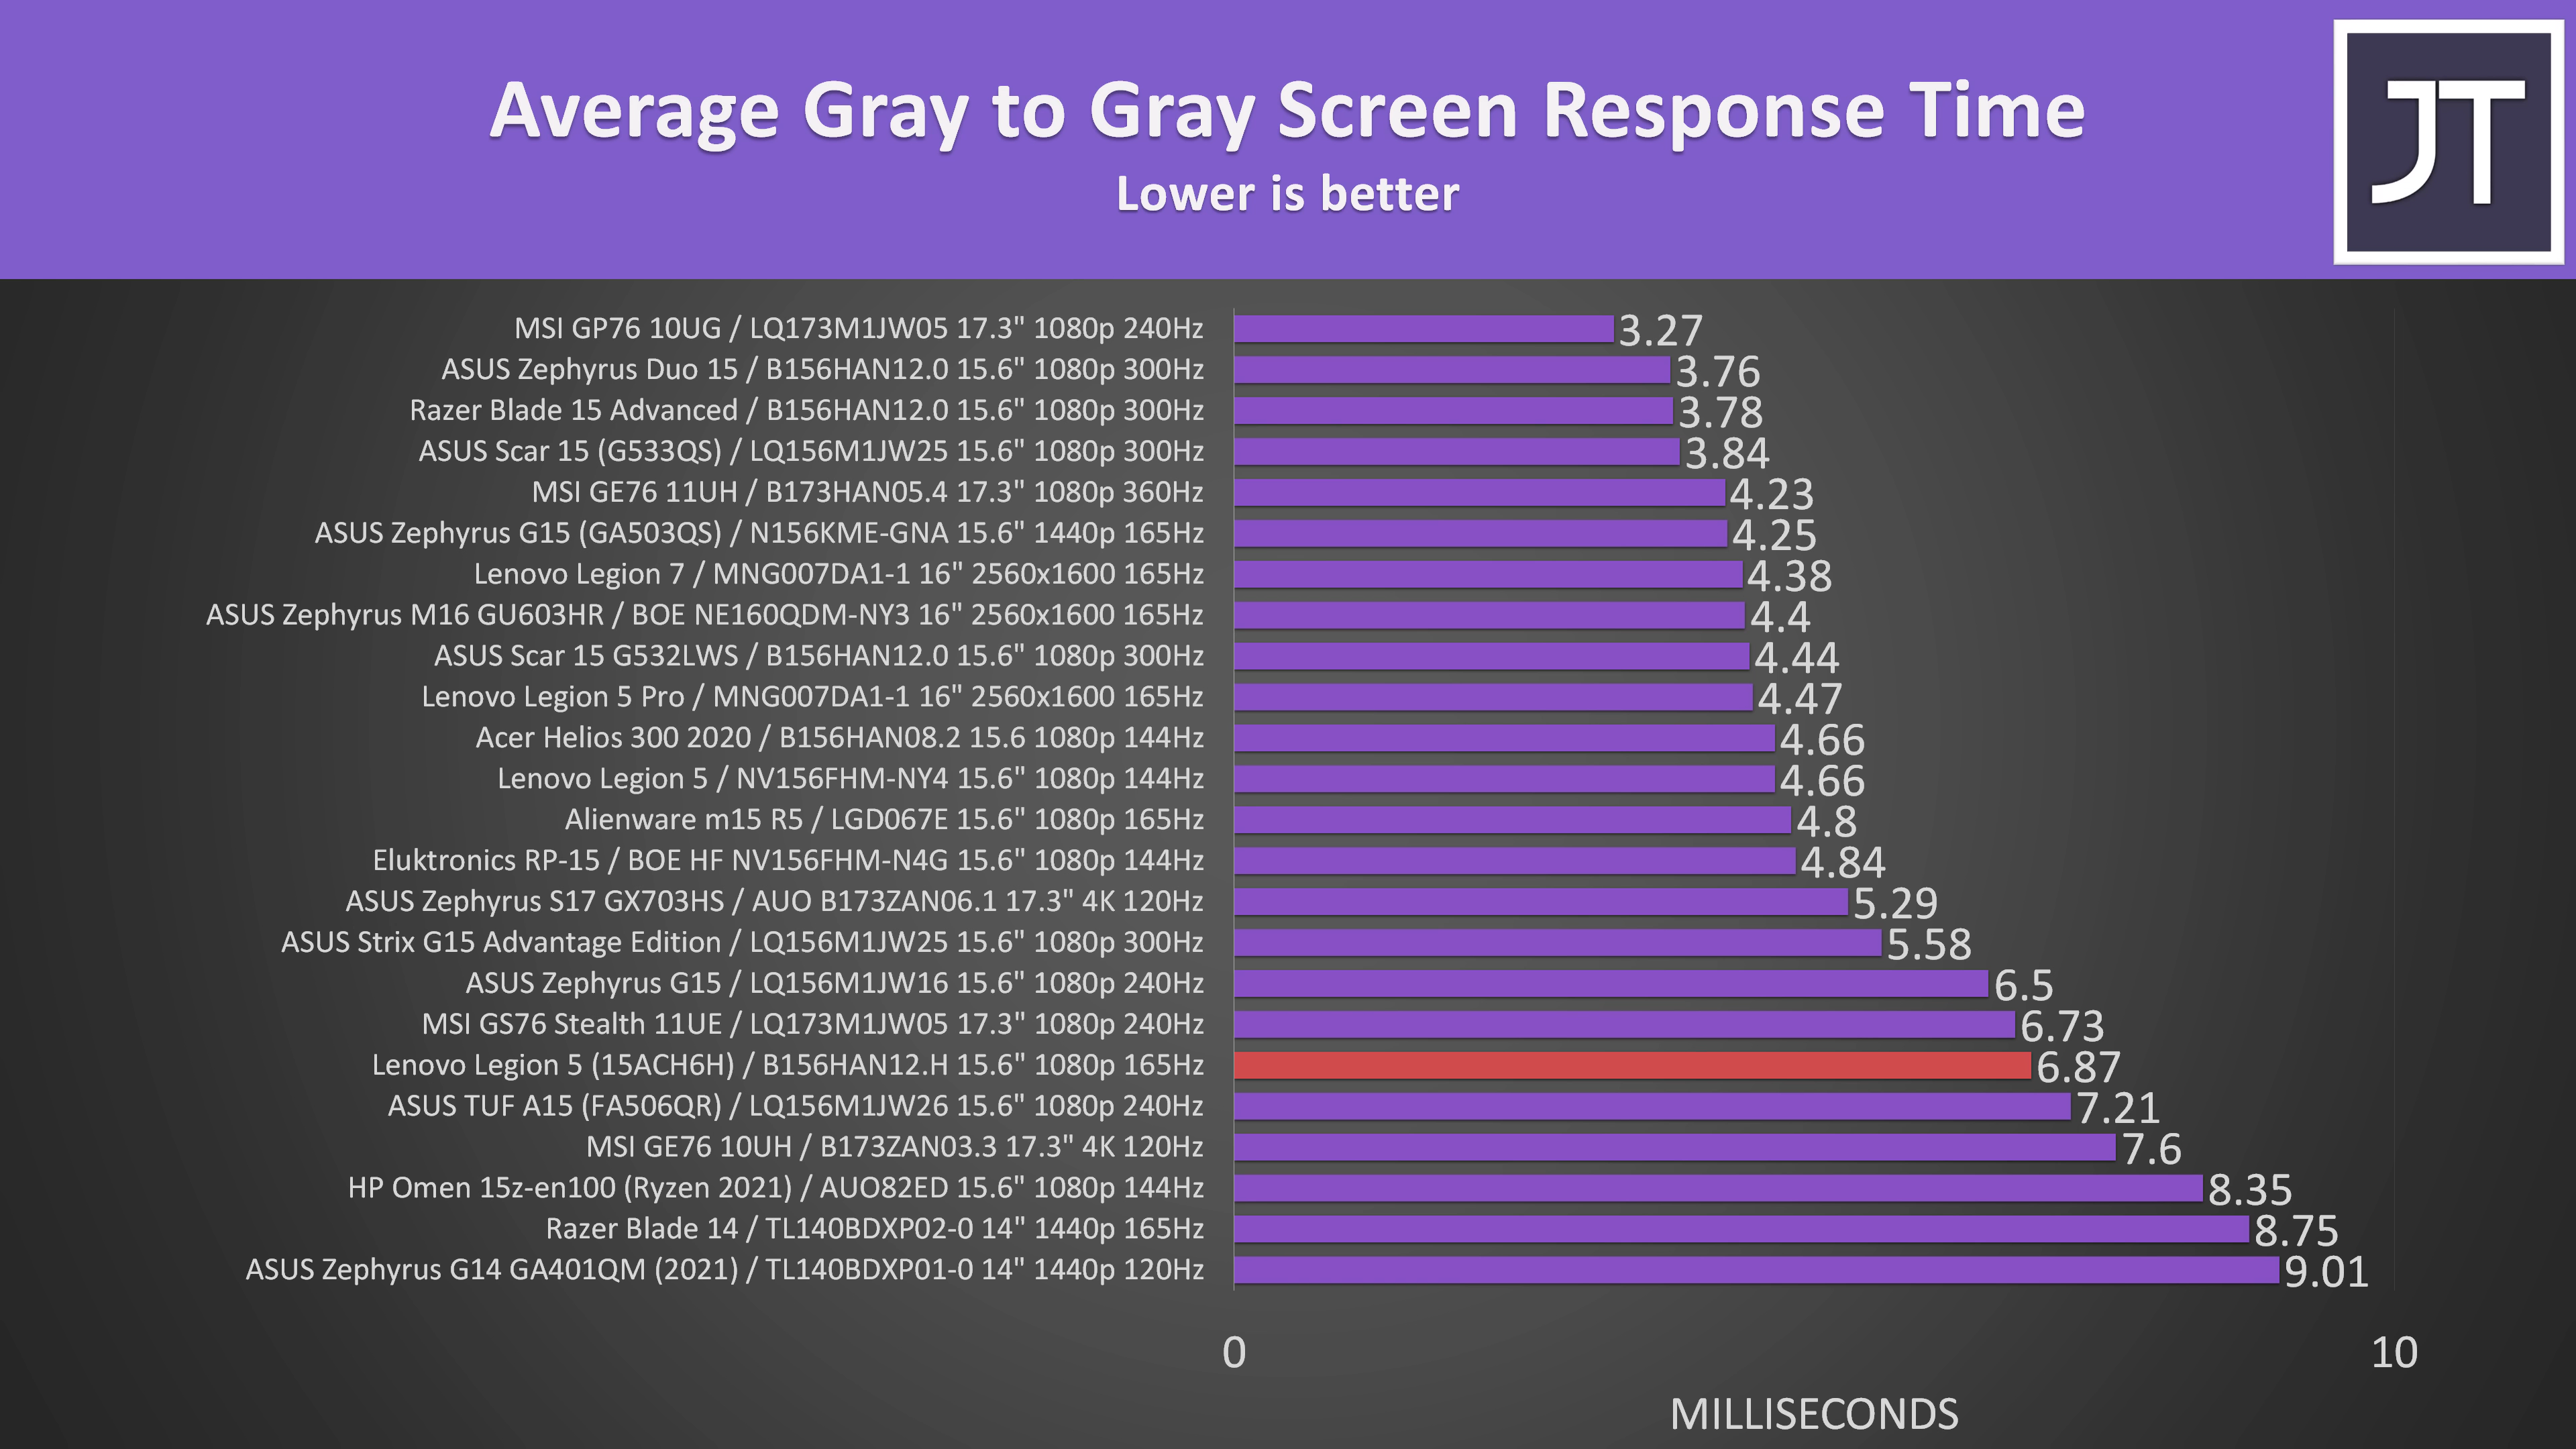 Average Gray to Gray Screen Response Time
Lower is better
JT
MSI GP76 10UG / LQ173M1JW05 17.3" 1080p 240Hz 3.27
ASUS Zephyrus Duo 15 / B156HAN12.0 15.6" 1080p 300Hz 3.76
Razer Blade 15 Advanced / B156HAN12.0 15.6" 1080p 300Hz 3.78
ASUS Scar 15 (G533QS) / LQ156M1JW25 15.6" 1080p 300Hz 3.84
MSI GE76 11UH / B173HAN05.4 17.3" 1080p 360Hz 4.23
ASUS Zephyrus G15 (GA503QS) / N156KME-GNA 15.6" 1440p 165Hz 4.25
Lenovo Legion 7 / MNG007DA1-1 16" 2560x1600 165Hz 4.38
ASUS Zephyrus M16 GU603HR / BOE NE160QDM-NY3 16" 2560x1600 165Hz 4.4
ASUS Scar 15 G532LWS / B156HAN12.0 15.6" 1080p 300Hz 4.44
Lenovo Legion 5 Pro / MNG007DA1-1 16" 2560x1600 165Hz 4.47
Acer Helios 300 2020 / B156HAN08.2 15.6 1080p 144Hz 4.66
Lenovo Legion 5 / NV156FHM-NY4 15.6" 1080p 144Hz 4.66
Alienware m15 R5 / LGD067E 15.6" 1080p 165Hz 4.8
Eluktronics RP-15 / BOE HF NV156FHM-N4G 15.6" 1080p 144Hz 4.84
ASUS Zephyrus S17 GX703HS / AUO B173ZAN06.1 17.3" 4K 120Hz 5.29
ASUS Strix G15 Advantage Edition / LQ156M1JW25 15.6" 1080p 300Hz 5.58
ASUS Zephyrus G15 / LQ156M1JW16 15.6" 1080p 240Hz 6.5
MSI GS76 Stealth 11UE / LQ173M1JW05 17.3" 1080p 240Hz 6.73
Lenovo Legion 5 (15ACH6H) / B156HAN12.H 15.6" 1080p 165Hz 6.87
ASUS TUF A15 (FA506QR) / LQ156M1JW26 15.6" 1080p 240Hz 7.21
MSI GE76 10UH / B173ZAN03.3 17.3" 4K 120Hz 7.6
HP Omen 15z-en100 (Ryzen 2021) / AUO82ED 15.6" 1080p 144Hz 8.35
Razer Blade 14 / TL140BDXP02-0 14" 1440p 165Hz 8.75
ASUS Zephyrus G14 GA401QM (2021) / TL140BDXP01-0 14" 1440p 120Hz 9.01
0 10
MILLISECONDS